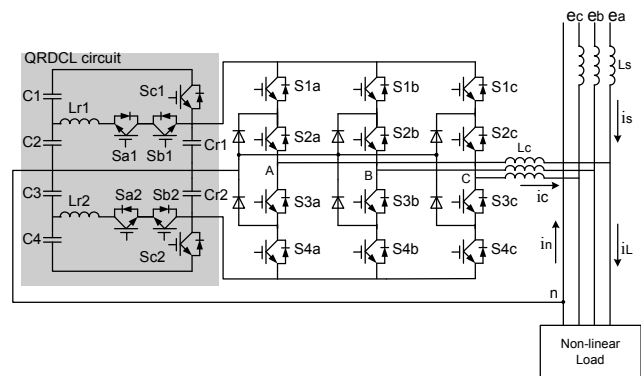 ec eb ea
QRDCL circuit
Ls
C1
Lr1
Sc1
S1a
S1b
S1c
is
Sa1
Sb1
C2
Cr1
S2a
S2b
S2c
Lc
A
B
C
ic
C3
Lr2
Sa2
Sb2
Cr2
S3a
S3b
S3c
in
iL
C4
Sc2
S4a
S4b
S4c
n
Non-linear
Load